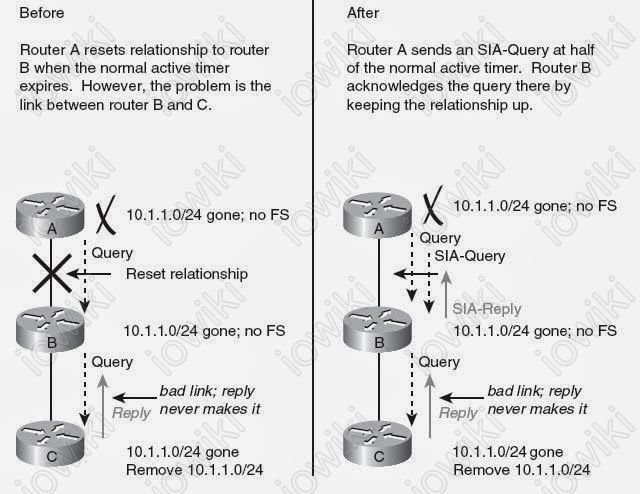 Before
Router A resets relationship to router
B when the normal active timer
expires. However, the problem is the
link between router B and C.
A
10.1.1.0/24 gone; no FS
Query
Reset relationship
B
10.1.1.0/24 gone; no FS
Query
bad link; reply
never makes it
Reply
C
10.1.1.0/24 gone
Remove 10.1.1.0/24
After
Router A sends an SIA-Query at half
of the normal active timer. Router B
acknowledges the query there by
keeping the relationship up.
A
10.1.1.0/24 gone; no FS
Query
SIA-Query
SIA-Reply
B
10.1.1.0/24 gone; no FS
Query
bad link; reply
never makes it
Reply
C
10.1.1.0/24 gone
Remove 10.1.1.0/24
iowiki